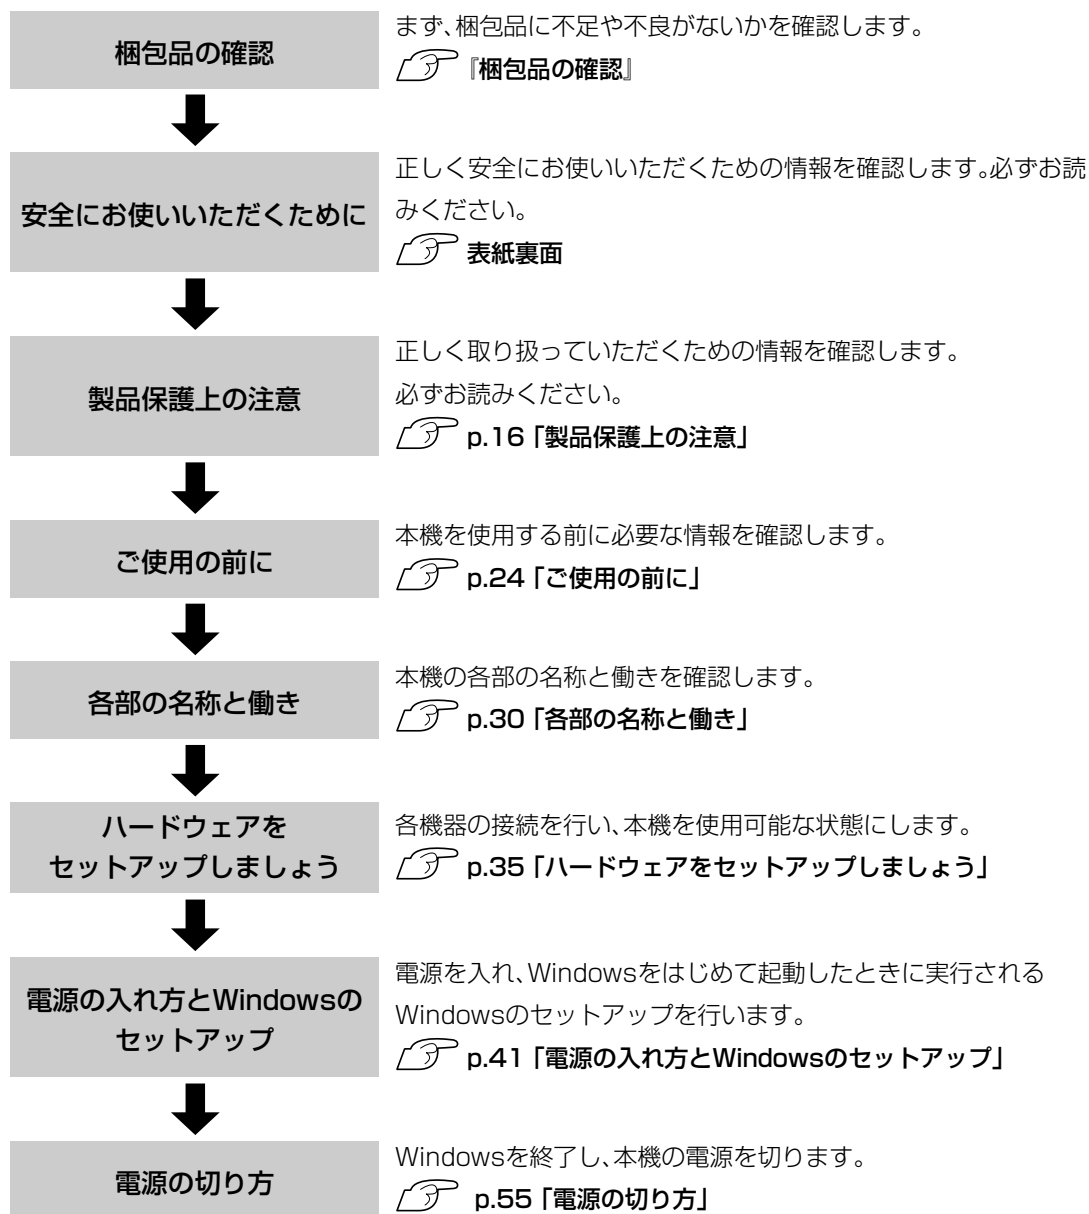 梱包品の確認
まず、梱包品に不足や不良がないかを確認します。
『梱包品の確認』
安全にお使いいただくために
正しく安全にお使いいただくための情報を確認します。必ずお読
みください。
表紙裏面
製品保護上の注意
正しく取り扱っていただくための情報を確認します。
必ずお読みください。
p.16「製品保護上の注意」
ご使用の前に
本機を使用する前に必要な情報を確認します。
p.24「ご使用の前に」
各部の名称と働き
本機の各部の名称と働きを確認します。
p.30「各部の名称と働き」
ハードウェアを
セットアップしましょう
各機器の接続を行い、本機を使用可能な状態にします。
p.35「ハードウェアをセットアップしましょう」
電源の入れ方とWindowsの
セットアップ
電源を入れ、Windowsをはじめて起動したときに実行される
Windowsのセットアップを行います。
p.41「電源の入れ方とWindowsのセットアップ」
電源の切り方
Windowsを終了し、本機の電源を切ります。
p.55「電源の切り方」